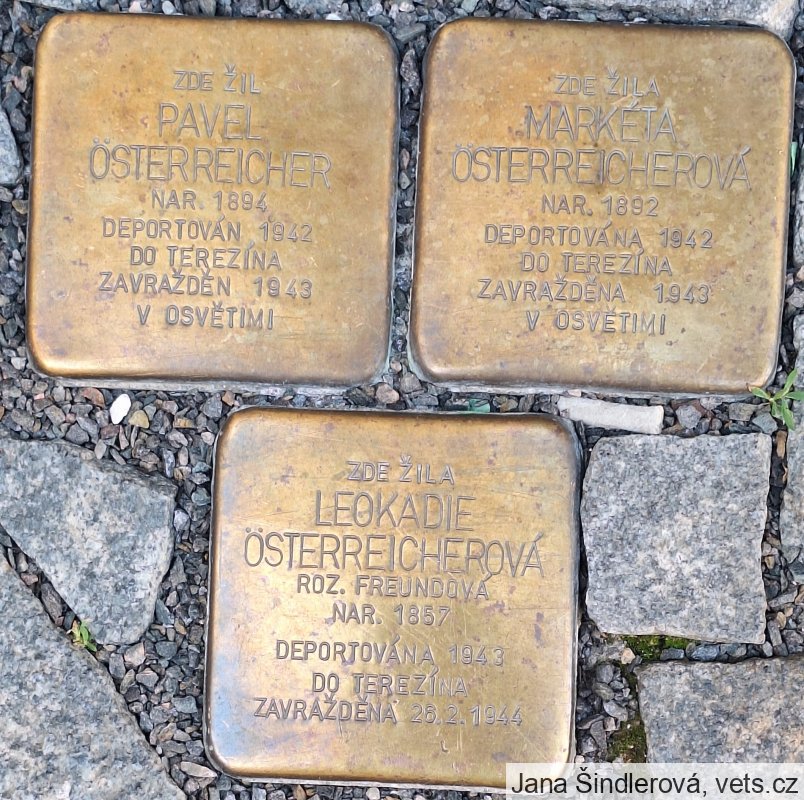 ZDE ŽIL
PAVEL
ÖSTERREICHER
NAR. 1894
DEPORTOVÁN 1942
DO TEREZÍNA
ZAVRAŽDĚN 1943
V OSVĚTIMI
ZDE ŽILA
MARKÉTA
ÖSTERREICHEROVÁ
NAR. 1892
DEPORTOVÁNA 1942
DO TEREZÍNA
ZAVRAŽDĚNA 1943
V OSVĚTIMI
ZDE ŽILA
LEOKADIE
ÖSTERREICHEROVÁ
ROZ. FREUNDOVÁ
NAR. 1857
DEPORTOVÁNA 1943
DO TEREZÍNA
ZAVRAŽDĚNA 26.2.1944
Jana Šindlerová, vets.cz